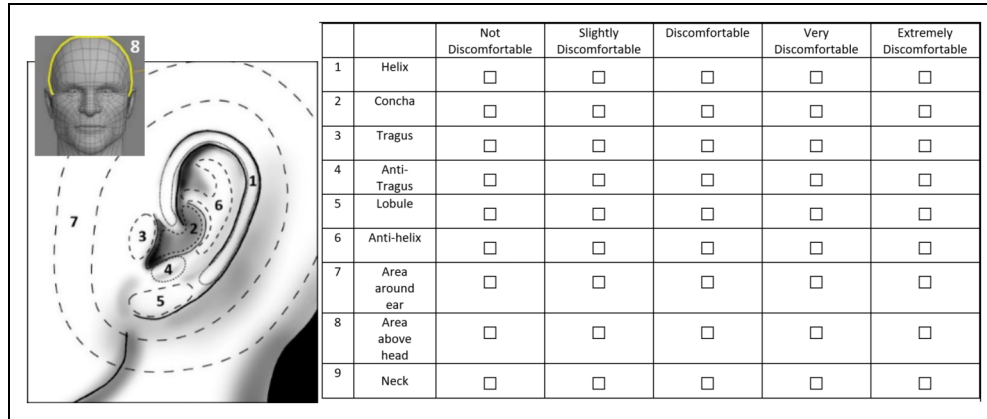 8
1
6
7
2
3
4
5
Not Discomfortable
Slightly Discomfortable
Discomfortable
Very Discomfortable
Extremely Discomfortable
1 Helix ☐ ☐ ☐ ☐ ☐
2 Concha ☐ ☐ ☐ ☐ ☐
3 Tragus ☐ ☐ ☐ ☐ ☐
4 Anti-Tragus ☐ ☐ ☐ ☐ ☐
5 Lobule ☐ ☐ ☐ ☐ ☐
6 Anti-helix ☐ ☐ ☐ ☐ ☐
7 Area around ear ☐ ☐ ☐ ☐ ☐
8 Area above head ☐ ☐ ☐ ☐ ☐
9 Neck ☐ ☐ ☐ ☐ ☐